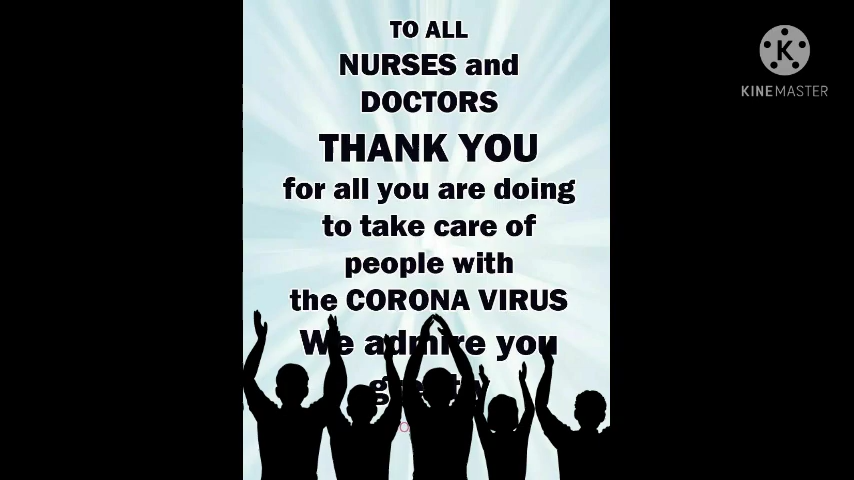 TO ALL
NURSES and
DOCTORS
THANK YOU
for all you are doing
to take care of
people with
the CORONA VIRUS
We admire you
greatly
KINEMASTER